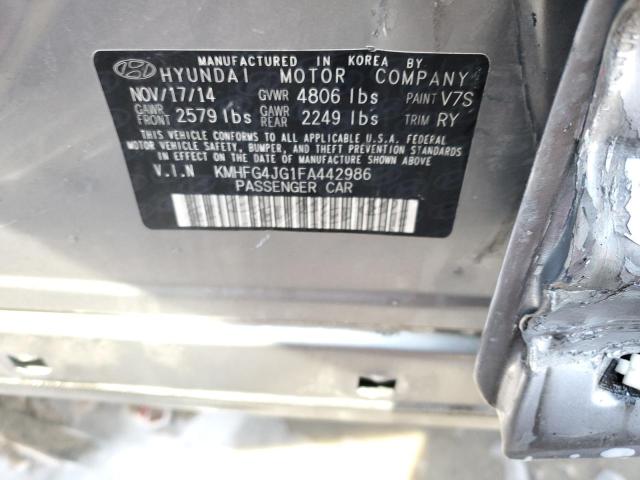 MANUFACTURED IN KOREA BY
HYUNDAI MOTOR COMPANY
NOV/17/14 GVWR 4806 lbs PAINT V7S
GAWR FRONT 2579 lbs GAWR REAR 2249 lbs TRIM RY
THIS VEHICLE CONFORMS TO ALL APPLICABLE U.S.A. FEDERAL
MOTOR VEHICLE SAFETY, BUMPER, AND THEFT PREVENTION STANDARDS
IN EFFECT ON THE DATE OF MANUFACTURE SHOWN ABOVE.
V.I.N KMHFG4JG1FA442986
PASSENGER CAR